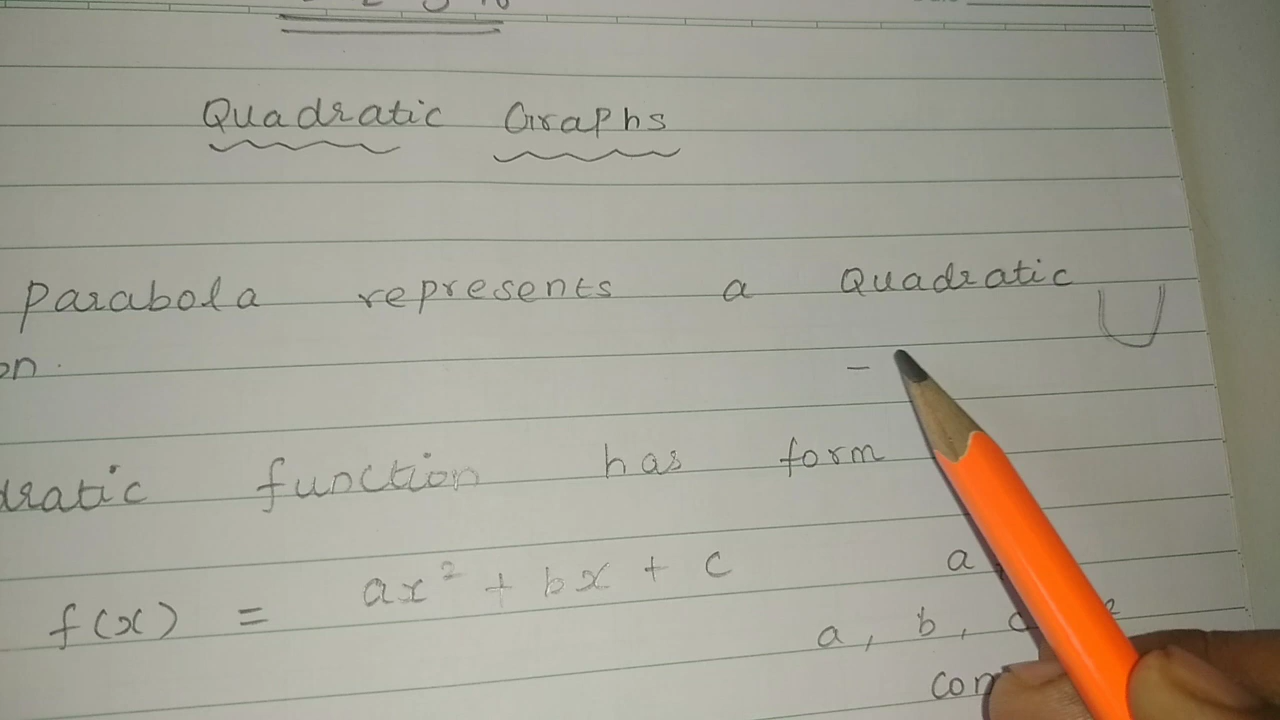 Quadratic Graphs
Parabola represents a Quadratic
on.
dratic function has form
f(x) = ax² + bx + c a
a, b, c
con